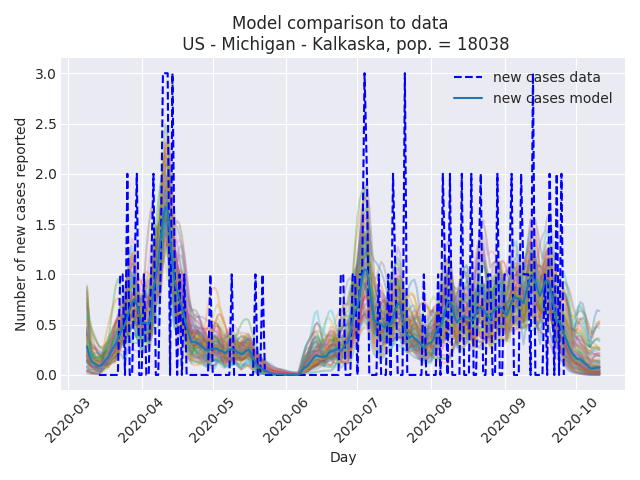 Model comparison to data
US - Michigan - Kalkaska, pop. = 18038
3.0
2.5
2.0
1.5
1.0
0.5
0.0
Number of new cases reported
new cases data
new cases model
2020-03
2020-04
2020-05
2020-06
2020-07
2020-08
2020-09
2020-10
Day